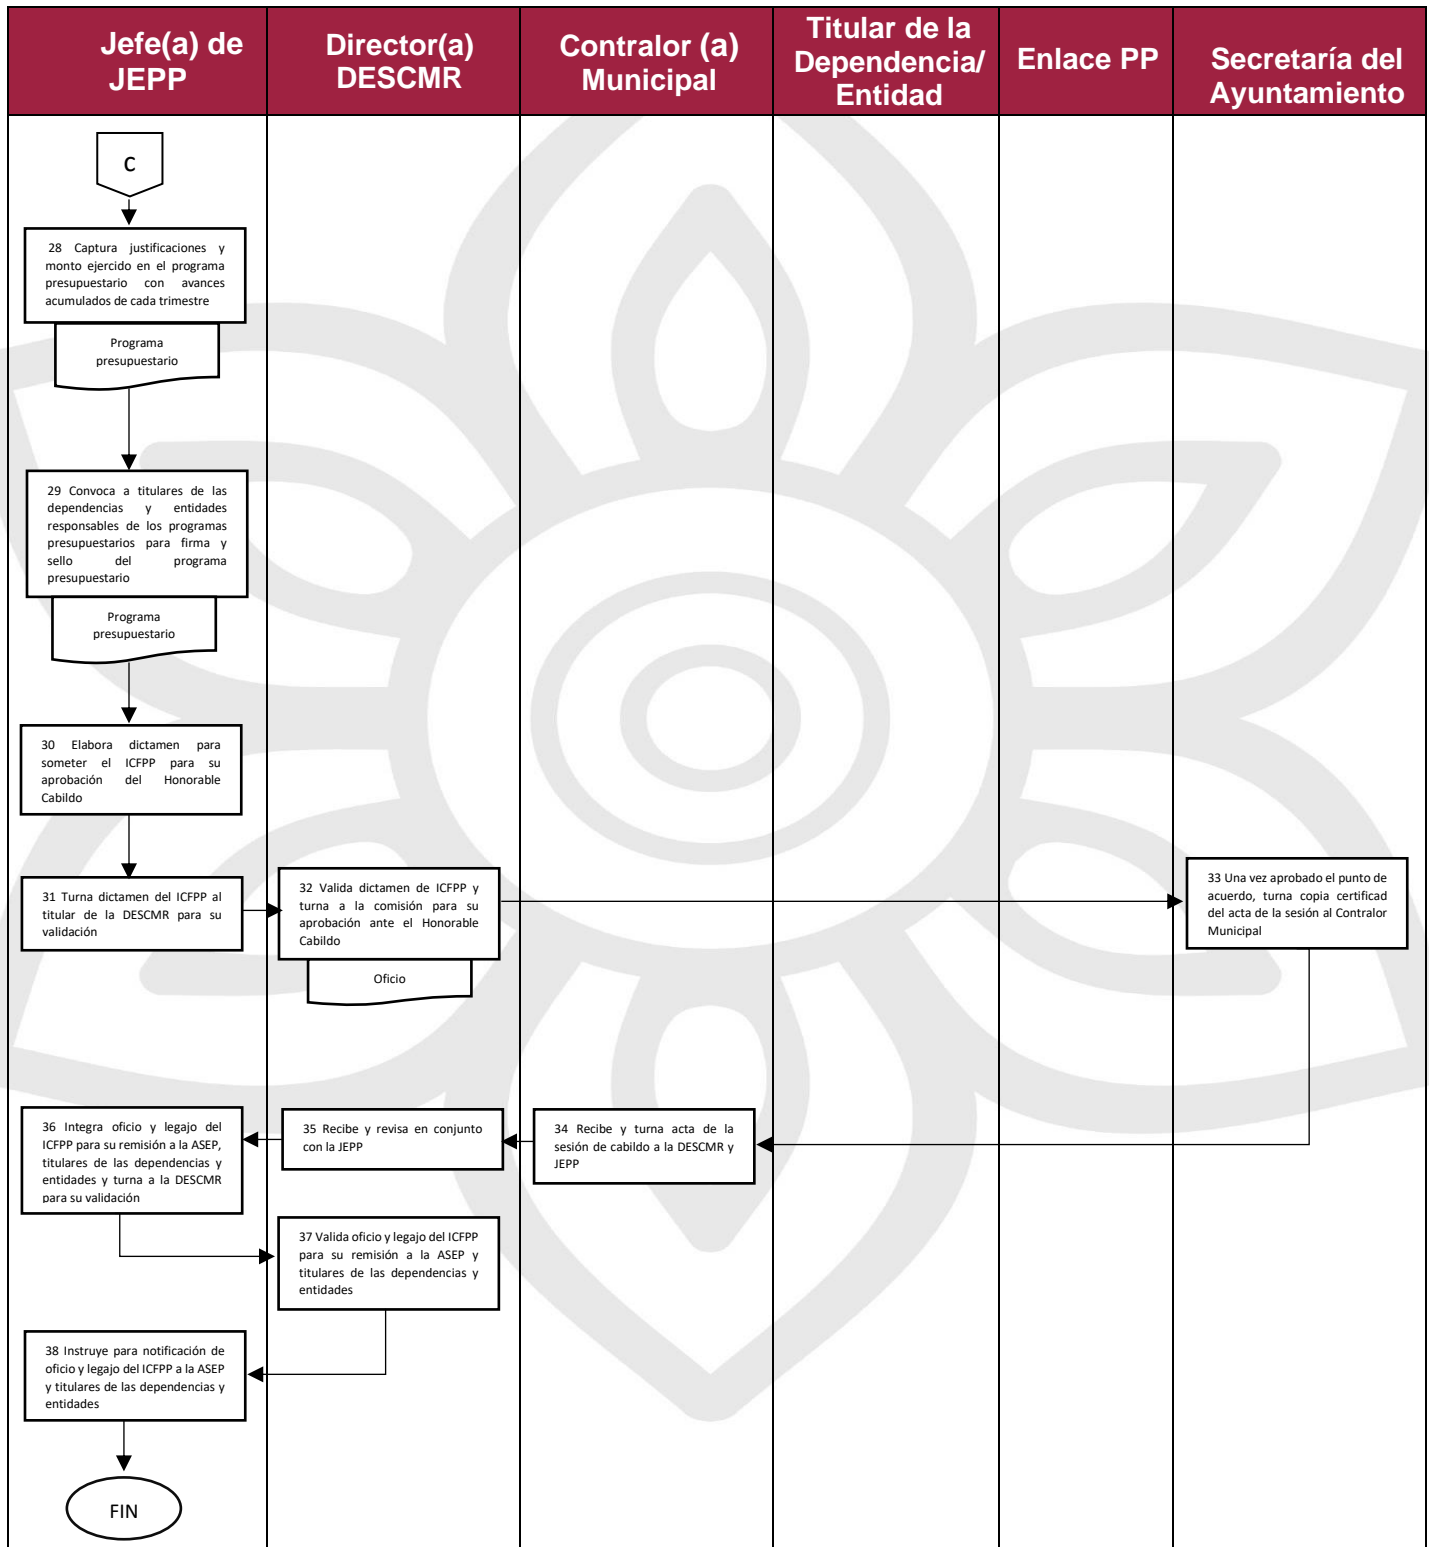 Jefe(a) de
JEPP
Director(a)
DESCMR
Contralor (a)
Municipal
Titular de la
Dependencia/
Entidad
Enlace PP
Secretaría del
Ayuntamiento
C
28 Captura justificaciones y
monto ejercido en el programa
presupuestario con avances
acumulados de cada trimestre
Programa
presupuestario
29 Convoca a titulares de las
dependencias y entidades
responsables de los programas
presupuestarios para firma y
sello del programa
presupuestario
Programa
presupuestario
30 Elabora dictamen para
someter el ICFPP para su
aprobación del Honorable
Cabildo
31 Turna dictamen del ICFPP al
titular de la DESCMR para su
validación
32 Valida dictamen de ICFPP y
turna a la comisión para su
aprobación ante el Honorable
Cabildo
Oficio
33 Una vez aprobado el punto de
acuerdo, turna copia certificad
del acta de la sesión al Contralor
Municipal
34 Recibe y turna acta de la
sesión de cabildo a la DESCMR y
JEPP
35 Recibe y revisa en conjunto
con la JEPP
36 Integra oficio y legajo del
ICFPP para su remisión a la ASEP,
titulares de las dependencias y
entidades y turna a la DESCMR
para su validación
37 Valida oficio y legajo del ICFPP
para su remisión a la ASEP y
titulares de las dependencias y
entidades
38 Instruye para notificación de
oficio y legajo del ICFPP a la ASEP
y titulares de las dependencias y
entidades
FIN